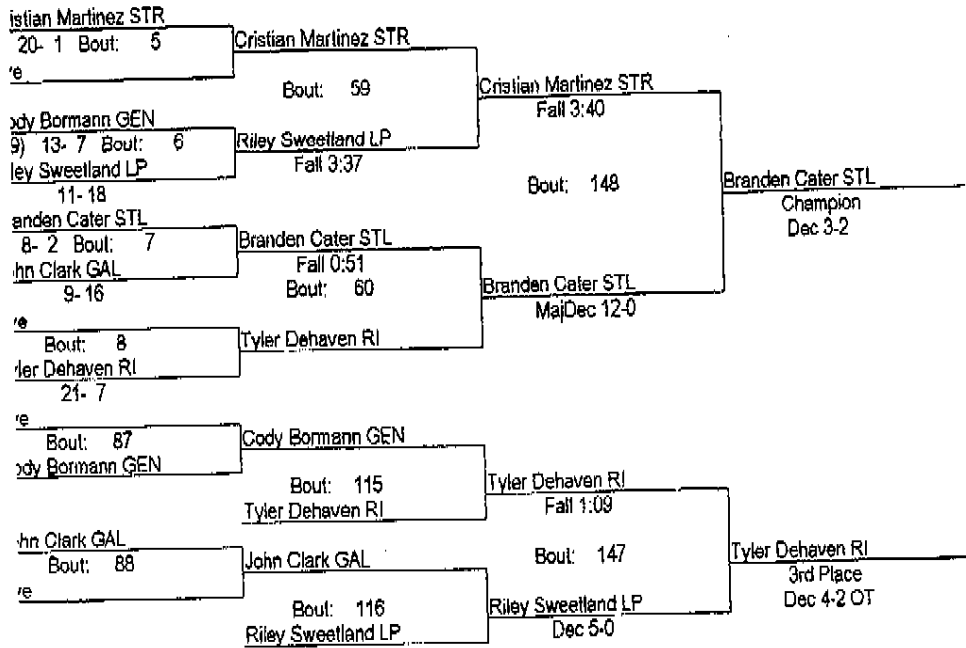 istian Martinez STR
20- 1 Bout: 5
Cristian Martinez STR
ve
Bout: 59
Cristian Martinez STR
Fall 3:40
ody Bormann GEN
9) 13- 7 Bout: 6
Riley Sweetland LP
Fall 3:37
ley Sweetland LP
11- 18
Bout: 148
Branden Cater STL
Champion
Dec 3-2
anden Cater STL
8- 2 Bout: 7
Branden Cater STL
Fall 0:51
hn Clark GAL
9- 16
Bout: 60
Branden Cater STL
MajDec 12-0
ye
Bout: 8
Tyler Dehaven RI
ler Dehaven RI
21- 7
ye
Bout: 87
Cody Bormann GEN
ody Bormann GEN
Bout: 115
Tyler Dehaven RI
Fall 1:09
Tyler Dehaven RI
hn Clark GAL
Bout: 88
John Clark GAL
Bout: 147
Tyler Dehaven RI
3rd Place
Dec 4-2 OT
ye
Bout: 116
Riley Sweetland LP
Dec 5-0
Riley Sweetland LP